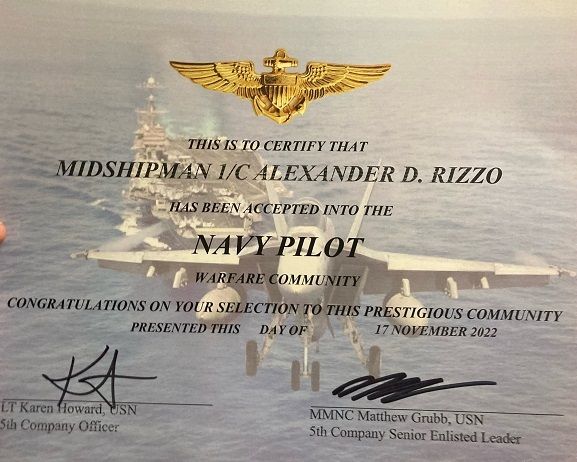 THIS IS TO CERTIFY THAT
MIDSHIPMAN 1/C ALEXANDER D. RIZZO
HAS BEEN ACCEPTED INTO THE
NAVY PILOT
WARFARE COMMUNITY
CONGRATULATIONS ON YOUR SELECTION TO THIS PRESTIGIOUS COMMUNITY
PRESENTED THIS DAY OF 17 NOVEMBER 2022
LT Karen Howard, USN
5th Company Officer
MMNC Matthew Grubb, USN
5th Company Senior Enlisted Leader